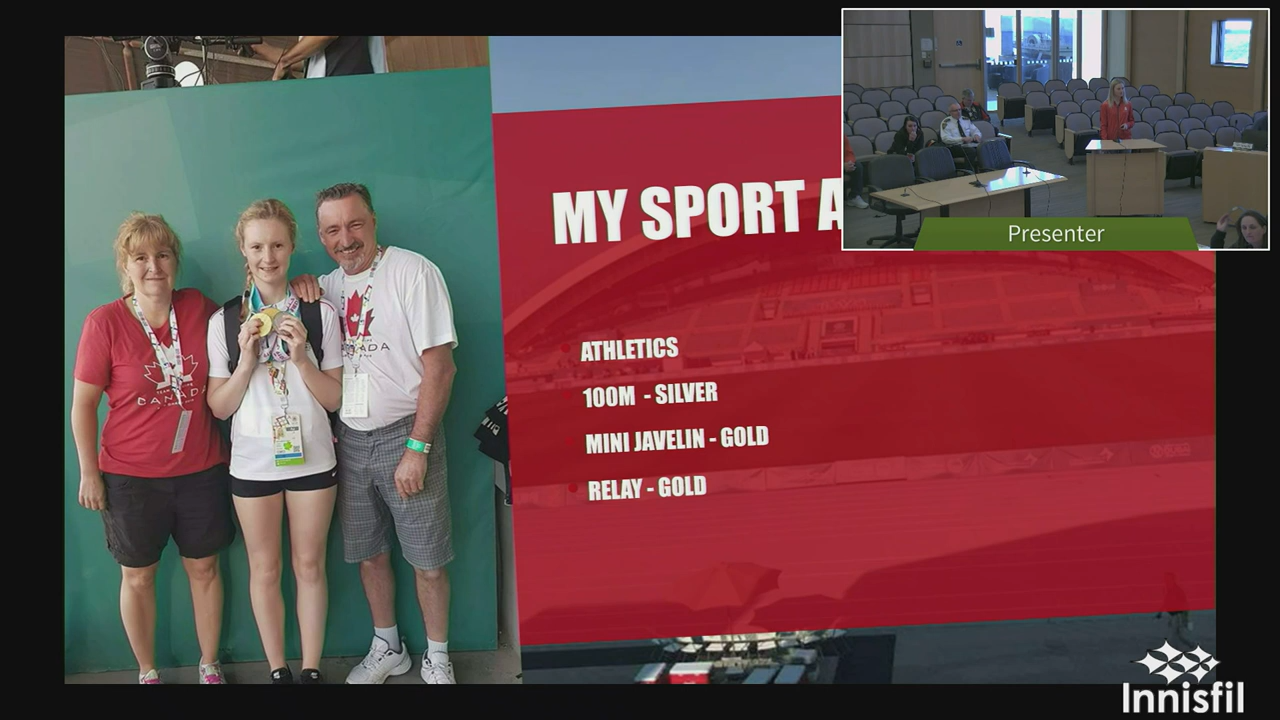 MY SPORT A
ATHLETICS
100M - SILVER
MINI JAVELIN - GOLD
RELAY - GOLD
Presenter
CANADA
Innisfil